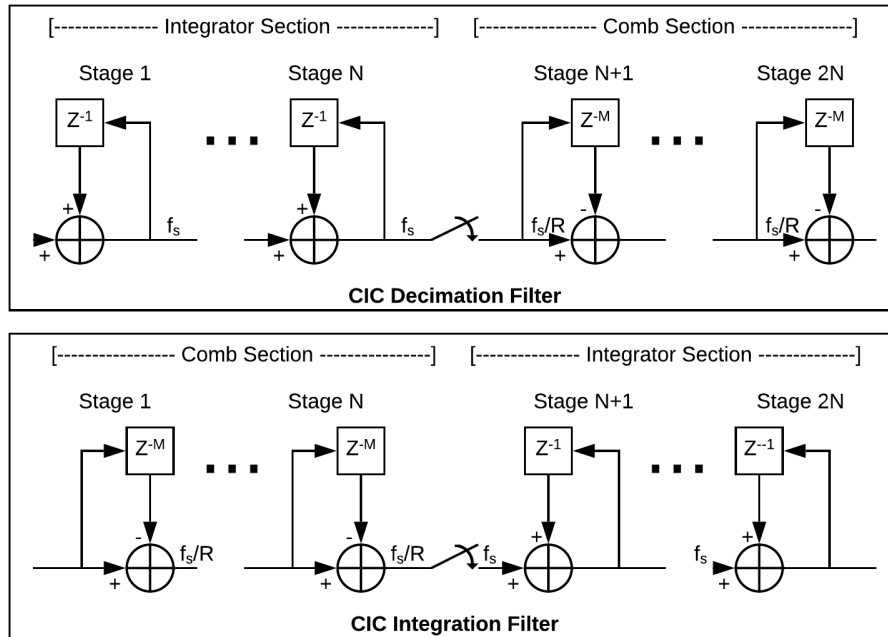 [----------------- Integrator Section -----------------] [----------------- Comb Section -----------------]
Stage 1 Stage N Stage N+1 Stage 2N
Z-1 Z-1 Z-M Z-M
+ + - -
fs fs fs/R fs/R
+ + + +
CIC Decimation Filter
[----------------- Comb Section -----------------] [----------------- Integrator Section -----------------]
Stage 1 Stage N Stage N+1 Stage 2N
Z-M Z-M Z-1 Z--1
- - + +
fs/R fs/R fs fs
+ + + +
CIC Integration Filter